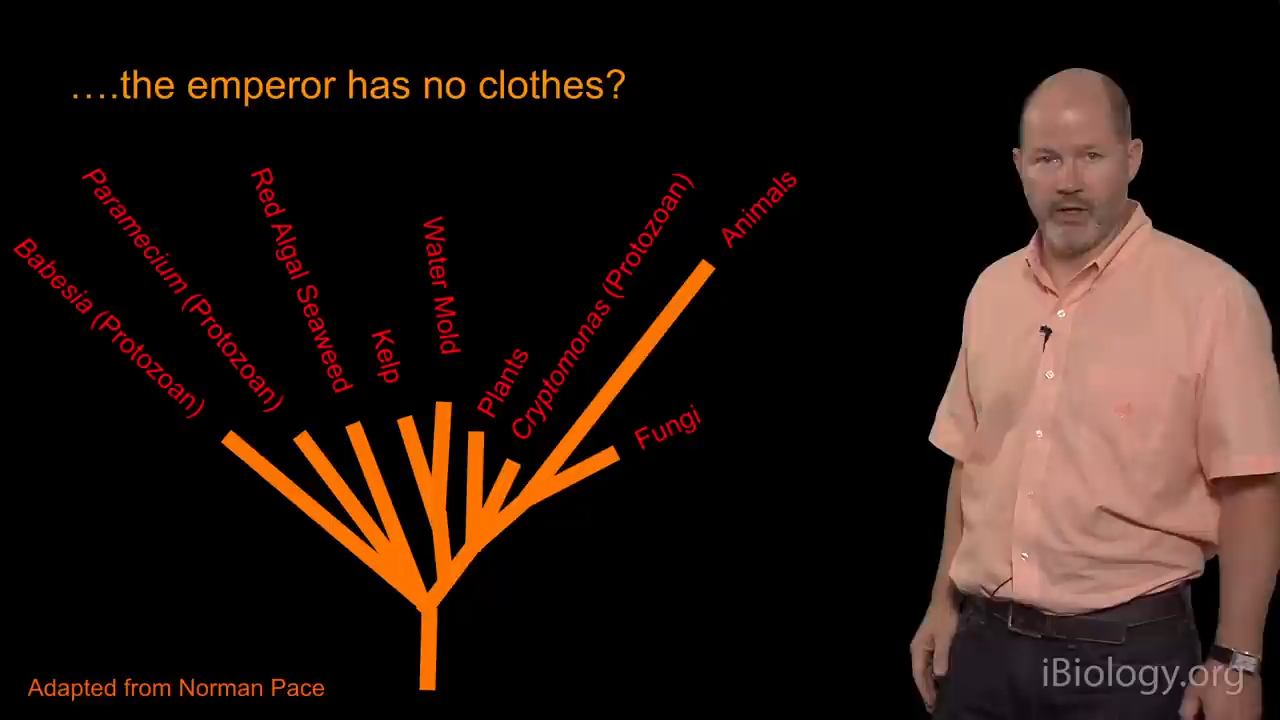 ….the emperor has no clothes?
Babesia (Protozoan)
Paramecium (Protozoan)
Red Algal Seaweed
Kelp
Water Mold
Plants
Cryptomonas (Protozoan)
Animals
Fungi
Adapted from Norman Pace
iBiology.org